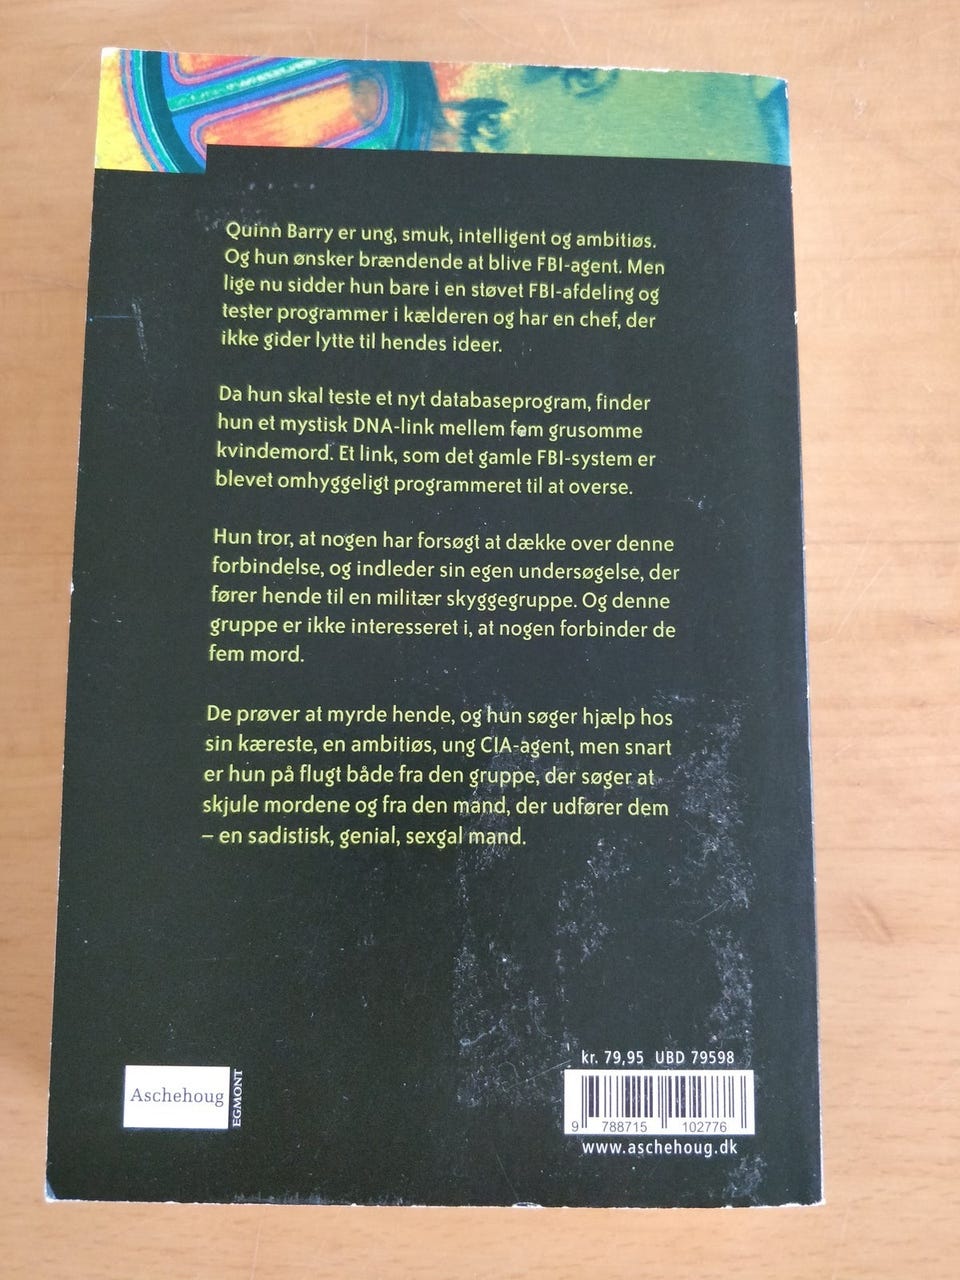 Quinn Barry er ung, smuk, intelligent og ambitiøs.
Og hun ønsker brændende at blive FBI-agent. Men
lige nu sidder hun bare i en støvet FBI-afdeling og
tester programmer i kælderen og har en chef, der
ikke gider lytte til hendes ideer.
Da hun skal teste et nyt databaseprogram, finder
hun et mystisk DNA-link mellem fem grusomme
kvindemord. Et link, som det gamle FBI-system er
blevet omhyggeligt programmeret til at overse.
Hun tror, at nogen har forsøgt at dække over denne
forbindelse, og indleder sin egen undersøgelse, der
fører hende til en militær skyggegruppe. Og denne
gruppe er ikke interesseret i, at nogen forbinder de
fem mord.
De prøver at myrde hende, og hun søger hjælp hos
sin kæreste, en ambitiøs, ung CIA-agent, men snart
er hun på flugt både fra den gruppe, der søger at
skjule mordene og fra den mand, der udfører dem
– en sadistisk, genial, sexgal mand.
Aschehoug
EGMONT
kr. 79,95 UBD 79598
9 788715 102776
www.aschehoug.dk